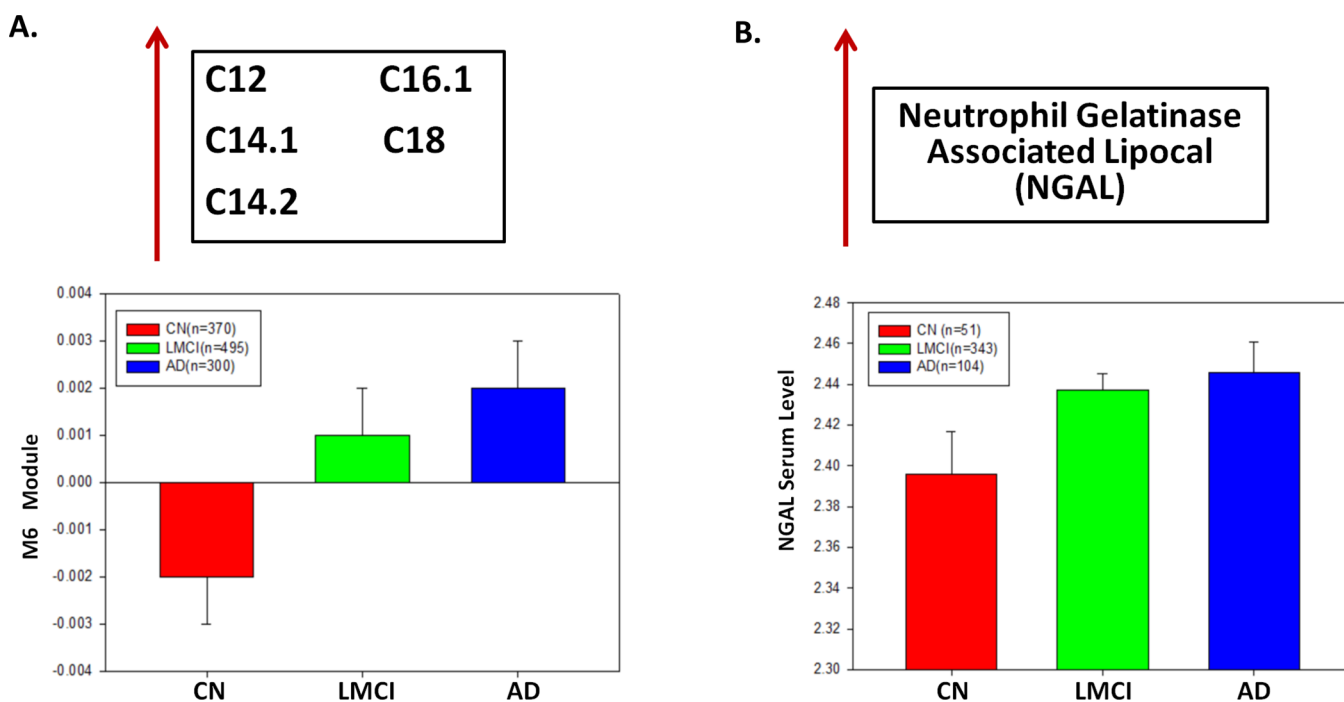 A.
C12 C16.1
C14.1 C18
C14.2
0.004
0.003
0.002
0.001
0.000
-0.001
-0.002
-0.003
-0.004
M6 Module
CN(n=370)
LMCI(n=495)
AD(n=300)
CN LMCI AD
B.
Neutrophil Gelatinase
Associated Lipocal
(NGAL)
2.48
2.46
2.44
2.42
2.40
2.38
2.36
2.34
2.32
2.30
NGAL Serum Level
CN (n=51)
LMCI(n=343)
AD(n=104)
CN LMCI AD